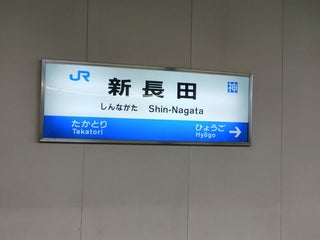 JR 新長田 神
しんながた Shin-Nagata
たかとり ひょうご
Takatori Hyōgo →